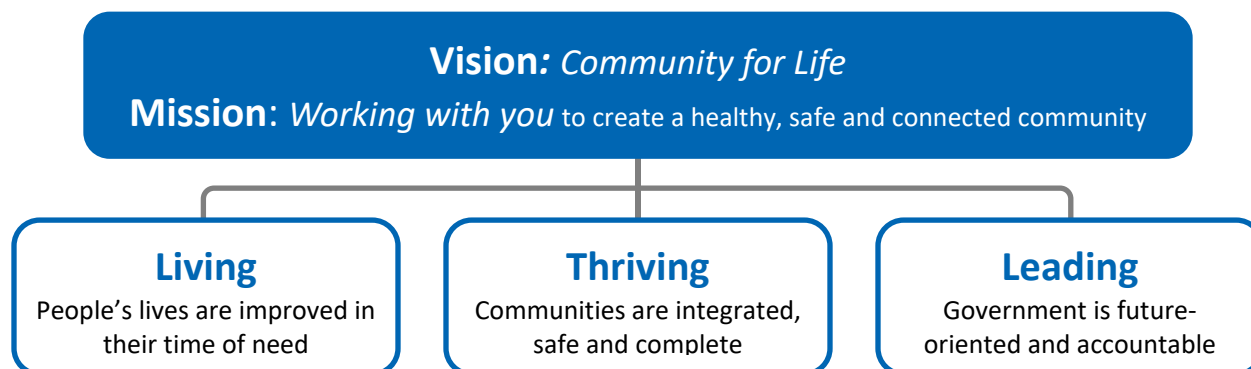 Vision: Community for Life
Mission: Working with you to create a healthy, safe and connected community
Living
People’s lives are improved in
their time of need
Thriving
Communities are integrated,
safe and complete
Leading
Government is future-
oriented and accountable